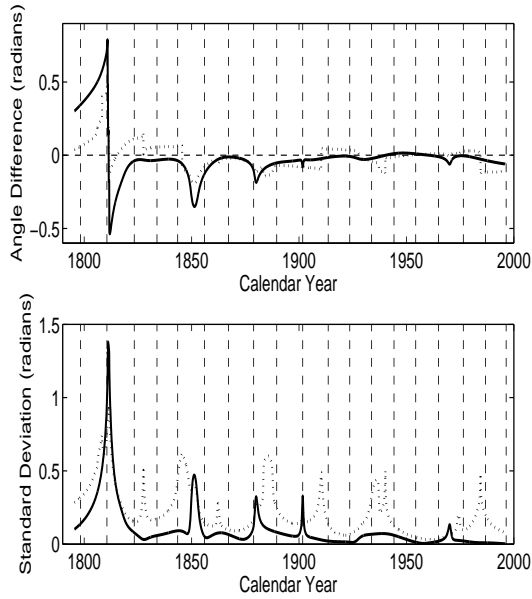 Angle Difference (radians)
0.5
0
−0.5
1800 1850 1900 1950 2000
Calendar Year
Standard Deviation (radians)
1.5
1
0.5
0
1800 1850 1900 1950 2000
Calendar Year